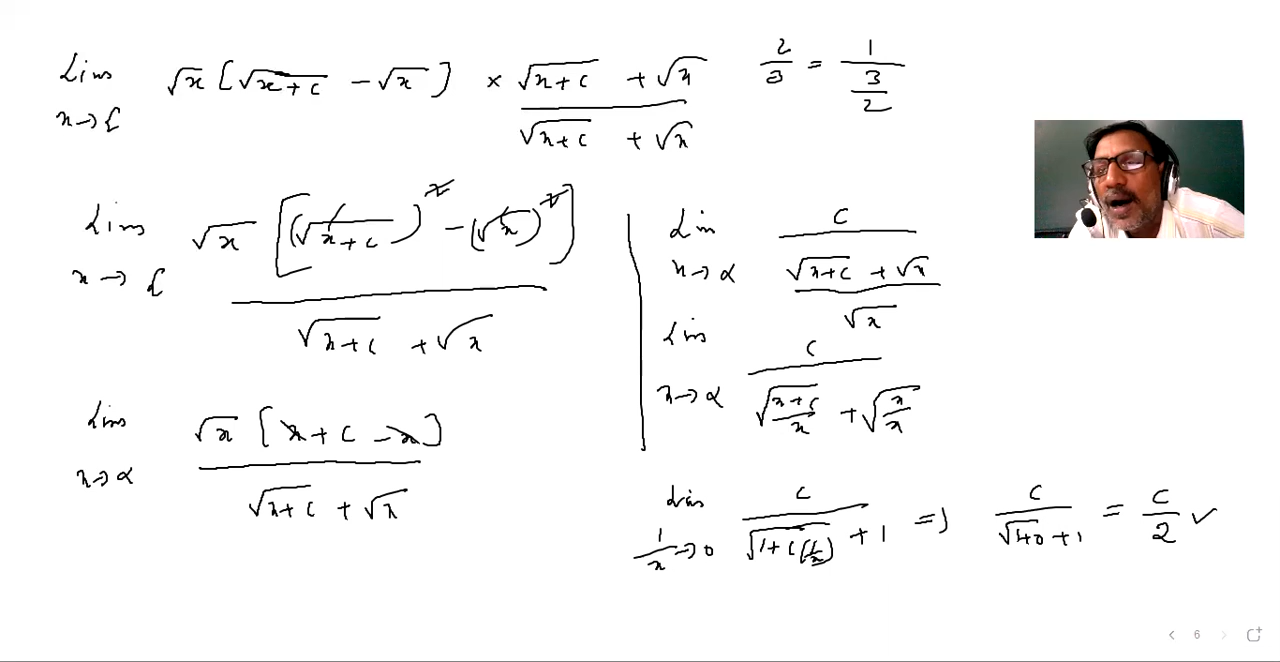 Lim x→{ √x [√x+c − √x] × √x+c + √x / √x+c + √x
2/3 = 1 / 3/2
Lim x→{ √x [(√x+c)² − (√x)²] / √x+c + √x
Lim x→α √x [x+c−x] / √x+c + √x
Lim x→α c / √x+c + √x / √x
Lim x→α c / √x+c/x + √x/x
Lim 1/x→0 c / √1+c(1/x) + 1 ⇒ c / √1+0 + 1 = c/2 ✓
6